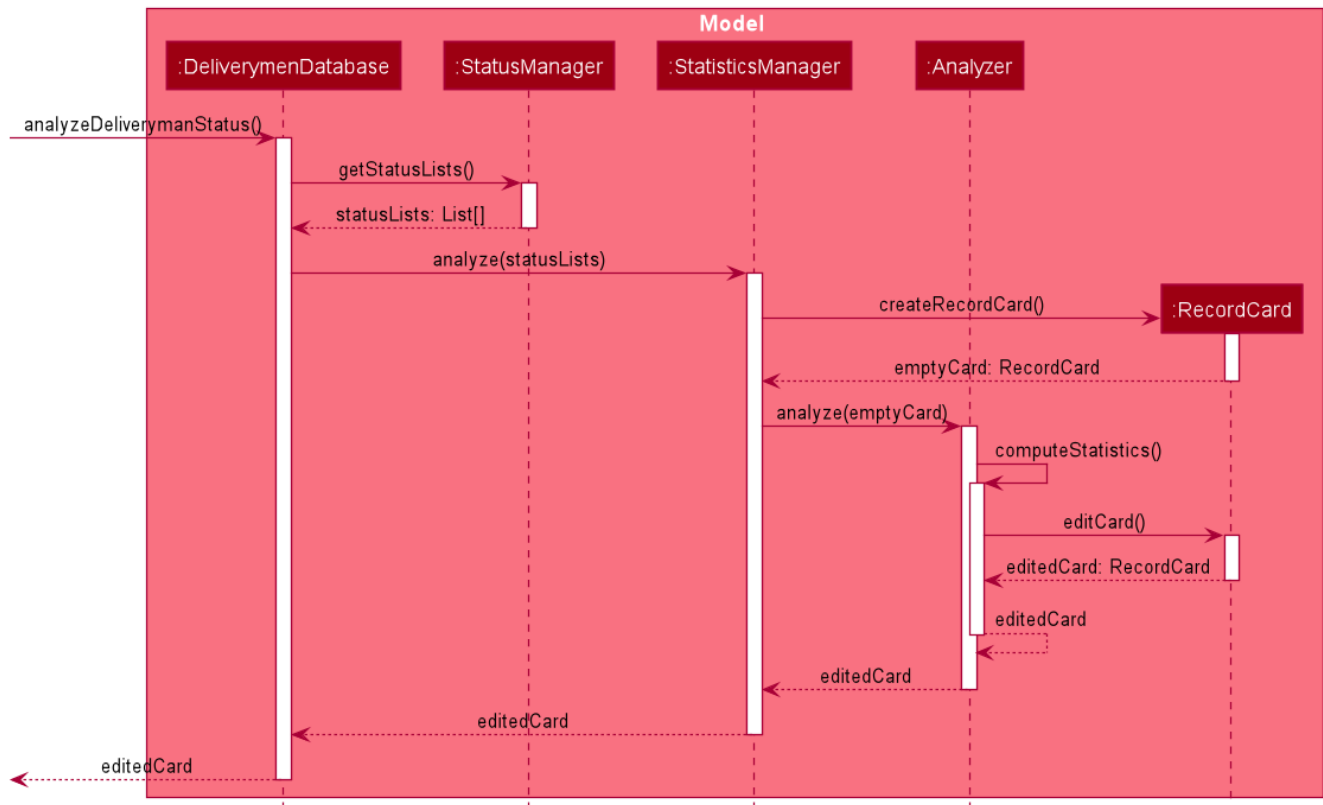 Model
:DeliverymenDatabase
:StatusManager
:StatisticsManager
:Analyzer
analyzeDeliverymanStatus()
getStatusLists()
statusLists: List[]
analyze(statusLists)
createRecordCard()
:RecordCard
emptyCard: RecordCard
analyze(emptyCard)
computeStatistics()
editCard()
editedCard: RecordCard
editedCard
editedCard
editedCard
editedCard